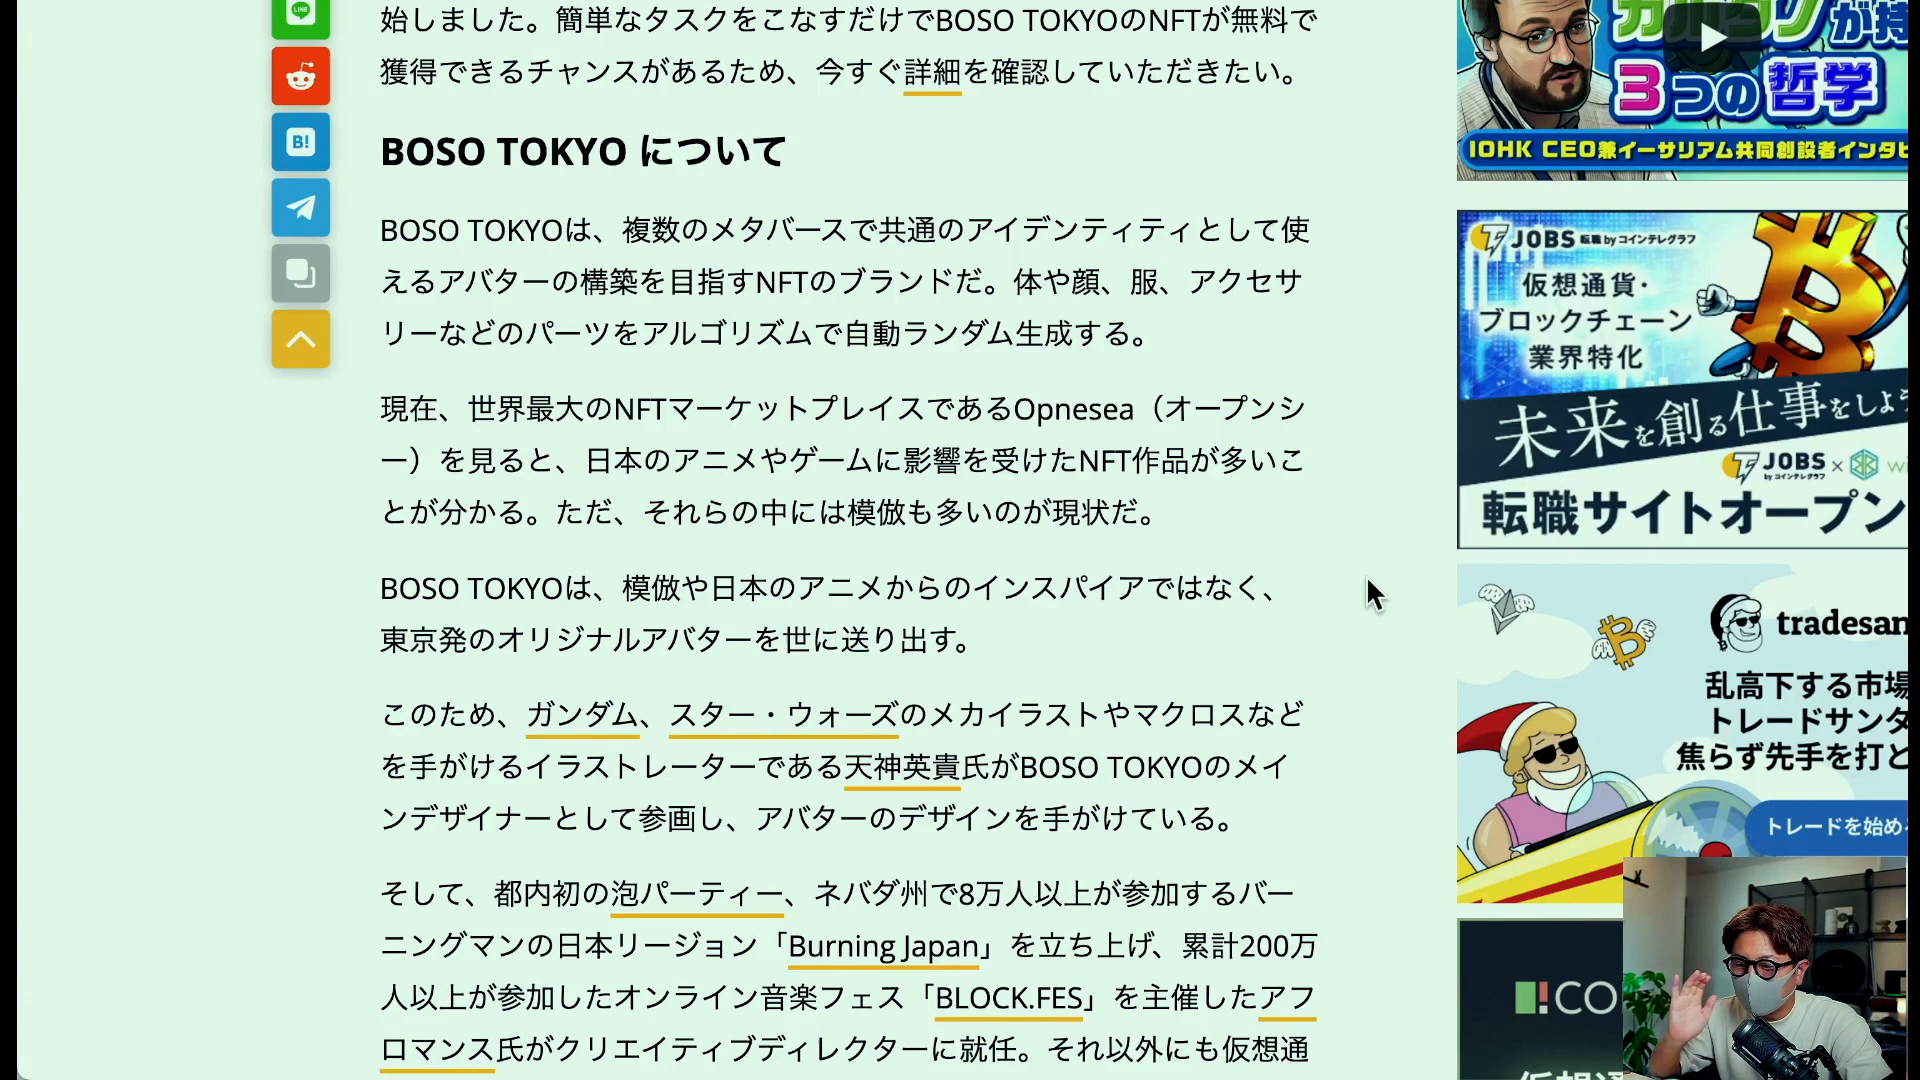 始しました。簡単なタスクをこなすだけでBOSO TOKYOのNFTが無料で
獲得できるチャンスがあるため、今すぐ詳細を確認していただきたい。
BOSO TOKYO について
BOSO TOKYOは、複数のメタバースで共通のアイデンティティとして使
えるアバターの構築を目指すNFTのブランドだ。体や顔、服、アクセサ
リーなどのパーツをアルゴリズムで自動ランダム生成する。
現在、世界最大のNFTマーケットプレイスであるOpnesea（オープンシ
ー）を見ると、日本のアニメやゲームに影響を受けたNFT作品が多いこ
とが分かる。ただ、それらの中には模倣も多いのが現状だ。
BOSO TOKYOは、模倣や日本のアニメからのインスパイアではなく、
東京発のオリジナルアバターを世に送り出す。
このため、ガンダム、スター・ウォーズのメカイラストやマクロスなど
を手がけるイラストレーターである天神英貴氏がBOSO TOKYOのメイ
ンデザイナーとして参画し、アバターのデザインを手がけている。
そして、都内初の泡パーティー、ネバダ州で8万人以上が参加するバー
ニングマンの日本リージョン「Burning Japan」を立ち上げ、累計200万
人以上が参加したオンライン音楽フェス「BLOCK.FES」を主催したアフ
ロマンス氏がクリエイティブディレクターに就任。それ以外にも仮想通
LINE
B!
が持
3つの哲学
IOHK CEO兼イーサリアム共同創設者インタビ
JOBS 転職 by コインテレグラフ
仮想通貨・
ブロックチェーン
業界特化
未来を創る仕事をしよう
JOBS × wi
by コインテレグラフ
転職サイトオープン
tradesan
乱高下する市場
トレードサンタ
焦らず先手を打と
トレードを始め
CO